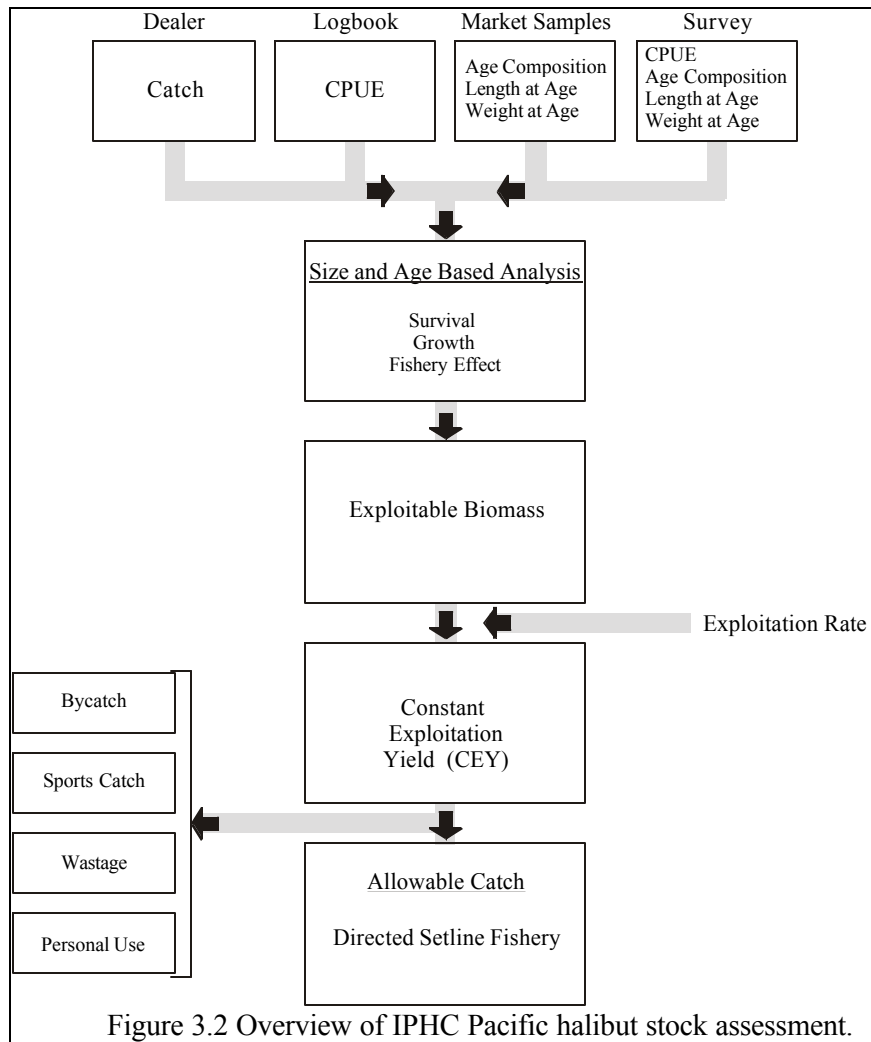 Dealer
Logbook
Market Samples
Survey
Catch
CPUE
Age Composition
Length at Age
Weight at Age
CPUE
Age Composition
Length at Age
Weight at Age
Size and Age Based Analysis
Survival
Growth
Fishery Effect
Exploitable Biomass
Exploitation Rate
Constant
Exploitation
Yield (CEY)
Bycatch
Sports Catch
Wastage
Personal Use
Allowable Catch
Directed Setline Fishery
Figure 3.2 Overview of IPHC Pacific halibut stock assessment.